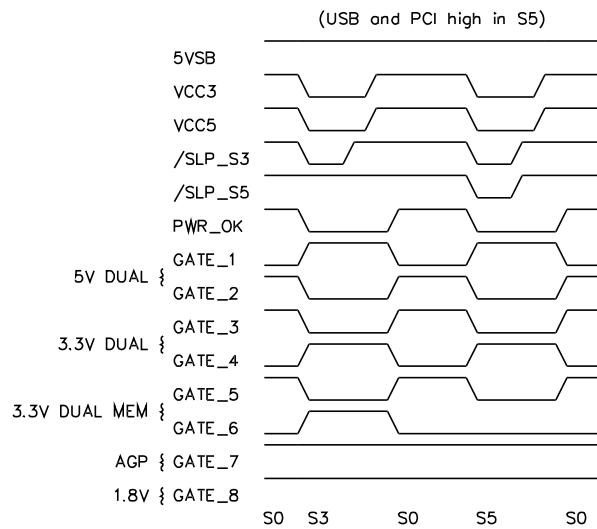 (USB and PCI high in S5)
5VSB
VCC3
VCC5
/SLP_S3
/SLP_S5
PWR_OK
GATE_1
5V DUAL {
GATE_2
GATE_3
3.3V DUAL {
GATE_4
GATE_5
3.3V DUAL MEM {
GATE_6
AGP { GATE_7
1.8V { GATE_8
S0 S3 S0 S5 S0